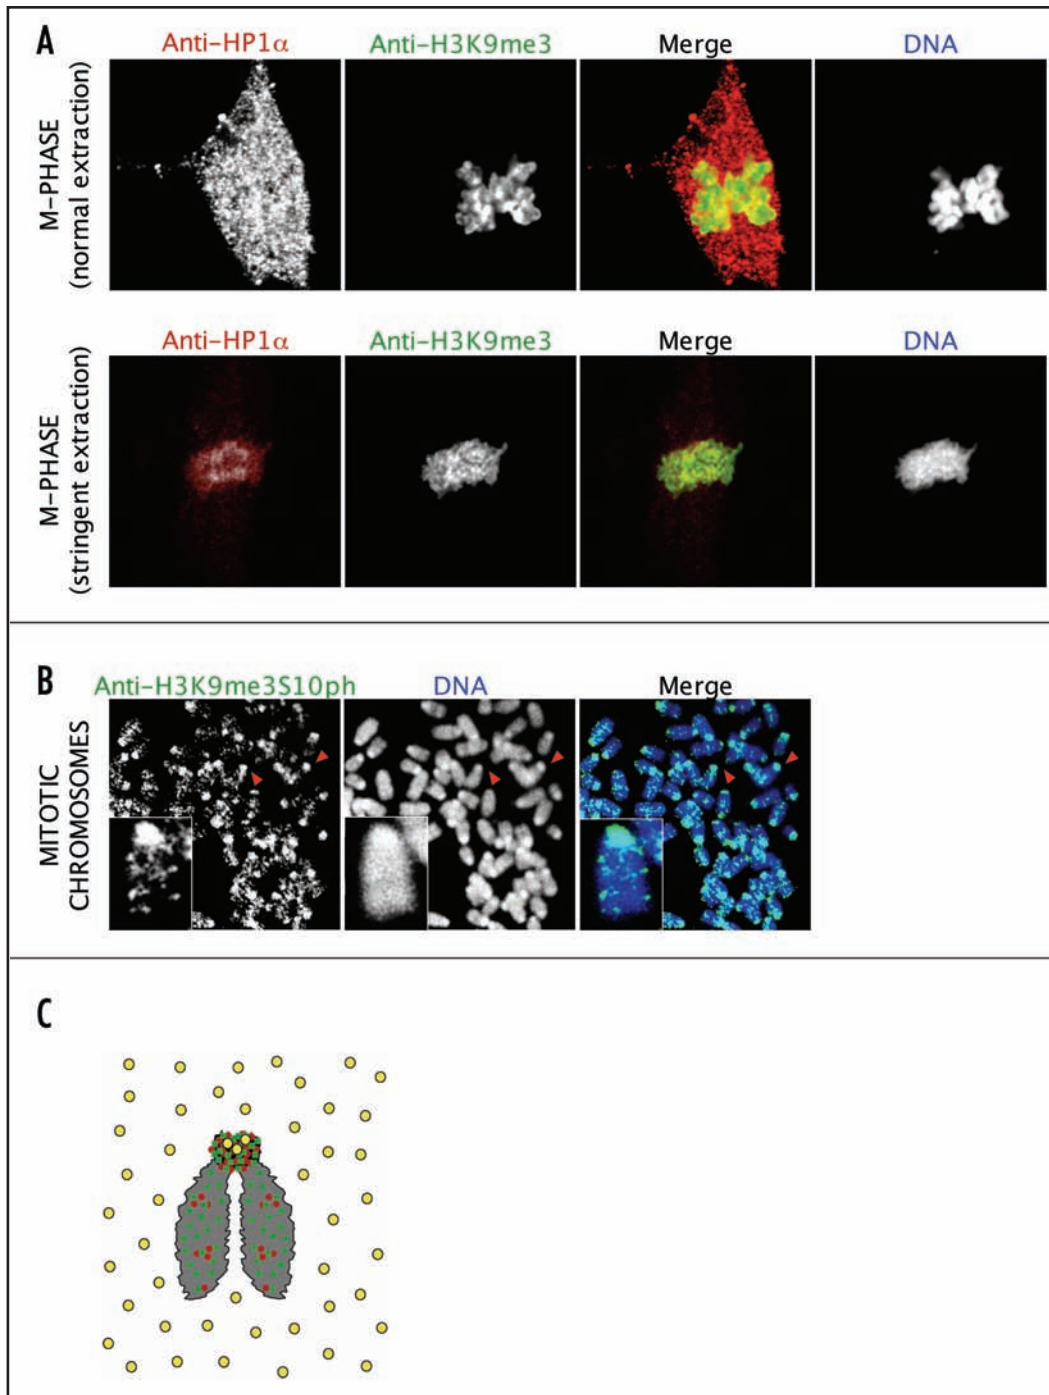 A
Anti-HP1α Anti-H3K9me3 Merge DNA
M-PHASE
(normal extraction)
Anti-HP1α Anti-H3K9me3 Merge DNA
M-PHASE
(stringent extraction)
B
Anti-H3K9me3S10ph DNA Merge
MITOTIC
CHROMOSOMES
C